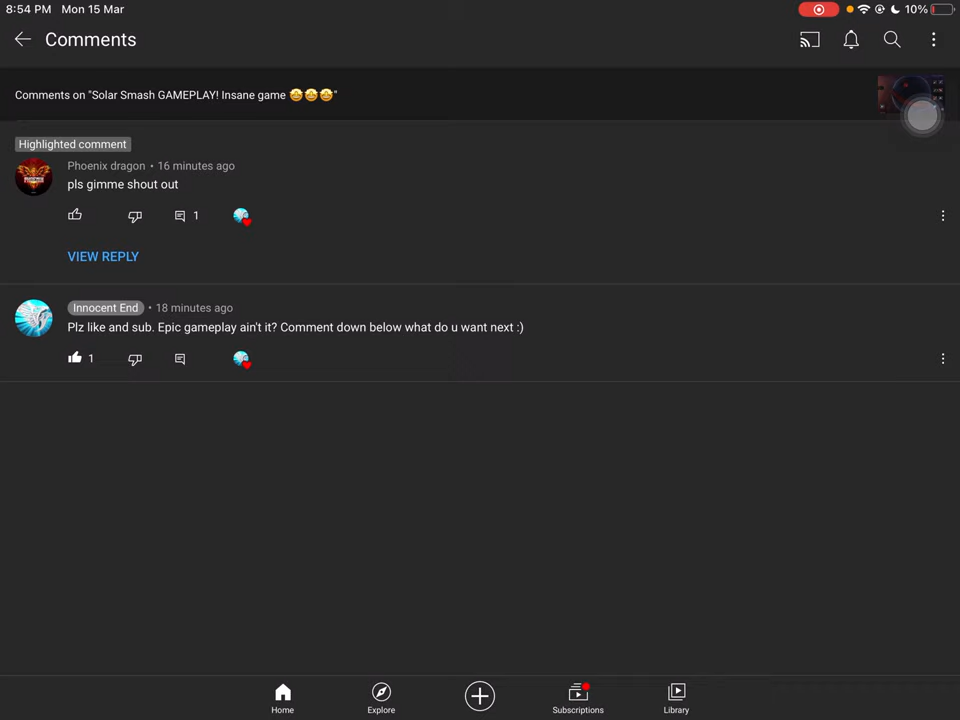 8:54 PM Mon 15 Mar 10%
Comments
Comments on "Solar Smash GAMEPLAY! Insane game 🤩🤩🤩"
Highlighted comment
Phoenix dragon • 16 minutes ago
pls gimme shout out
1
VIEW REPLY
Innocent End • 18 minutes ago
Plz like and sub. Epic gameplay ain't it? Comment down below what do u want next :)
1
Home Explore Subscriptions Library